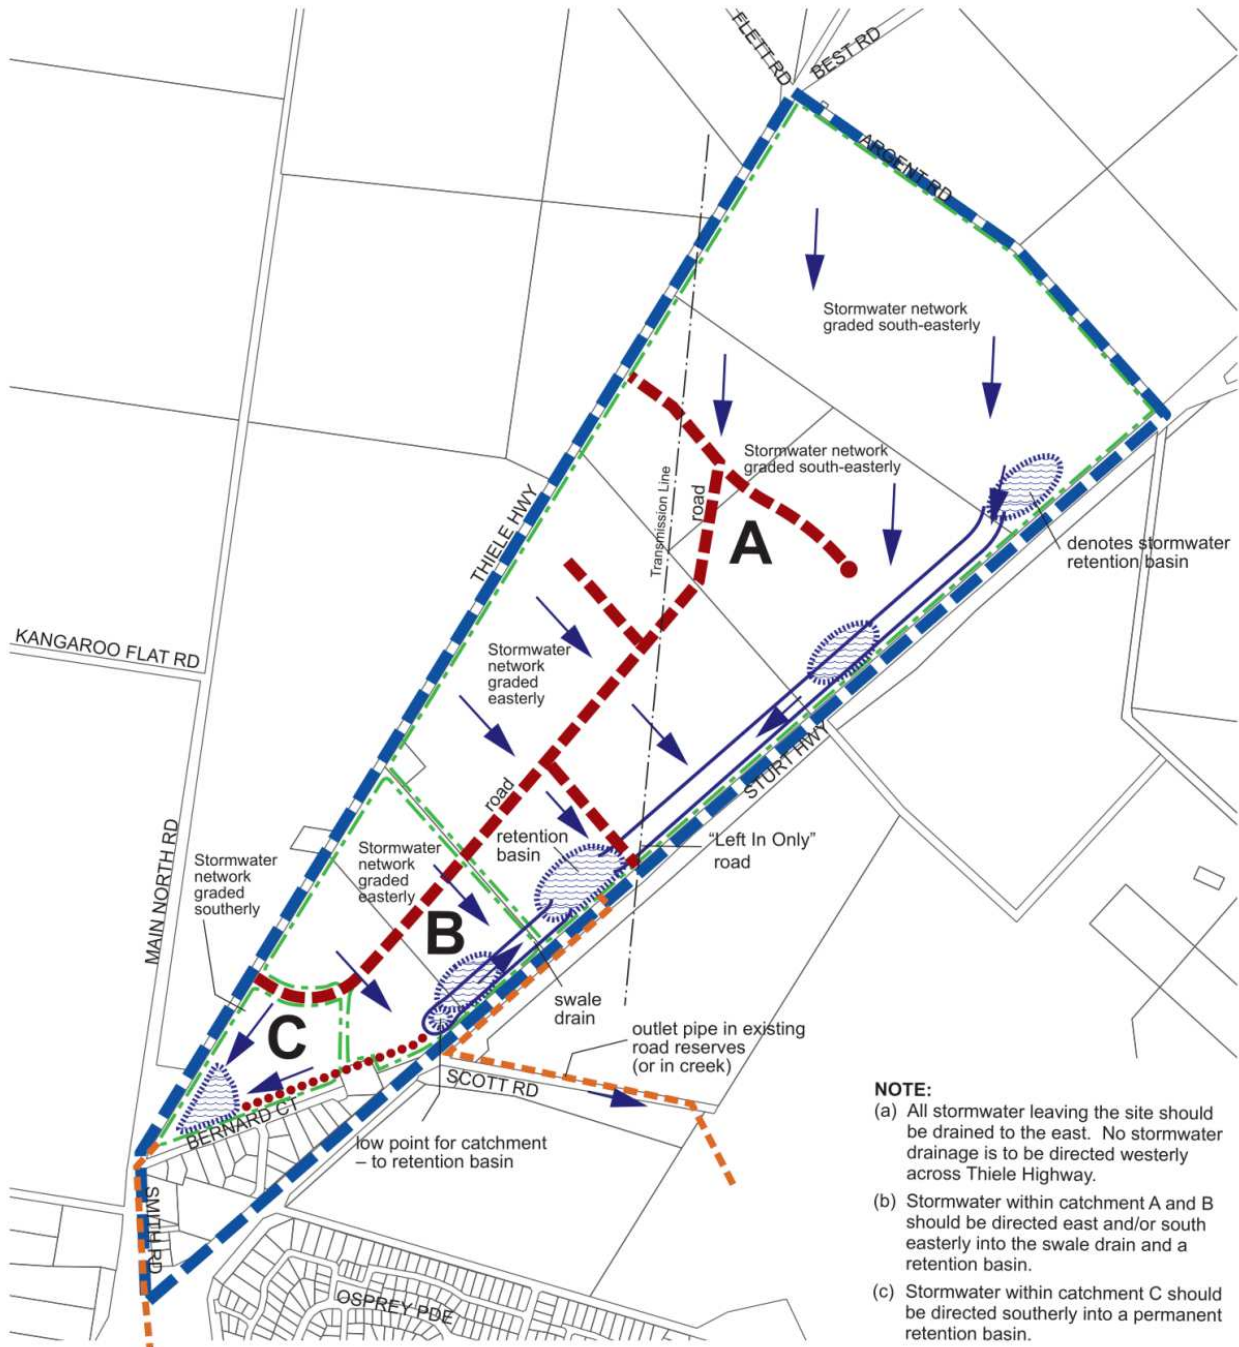 FLETT RD
BEST RD
ARGENT RD
Stormwater network
graded south-easterly
Stormwater network
graded south-easterly
Transmission Line
road
A
THIELE HWY
denotes stormwater
retention basin
KANGAROO FLAT RD
Stormwater
network
graded
easterly
STURT HWY
road
retention
basin
"Left In Only"
road
MAIN NORTH RD
Stormwater
network
graded
southerly
Stormwater
network
graded
easterly
B
swale
drain
C
outlet pipe in existing
road reserves
(or in creek)
SCOTT RD
BERNARD CT
low point for catchment
– to retention basin
SMITH RD
OSPREY PDE
NOTE:
(a) All stormwater leaving the site should
be drained to the east. No stormwater
drainage is to be directed westerly
across Thiele Highway.
(b) Stormwater within catchment A and B
should be directed east and/or south
easterly into the swale drain and a
retention basin.
(c) Stormwater within catchment C should
be directed southerly into a permanent
retention basin.